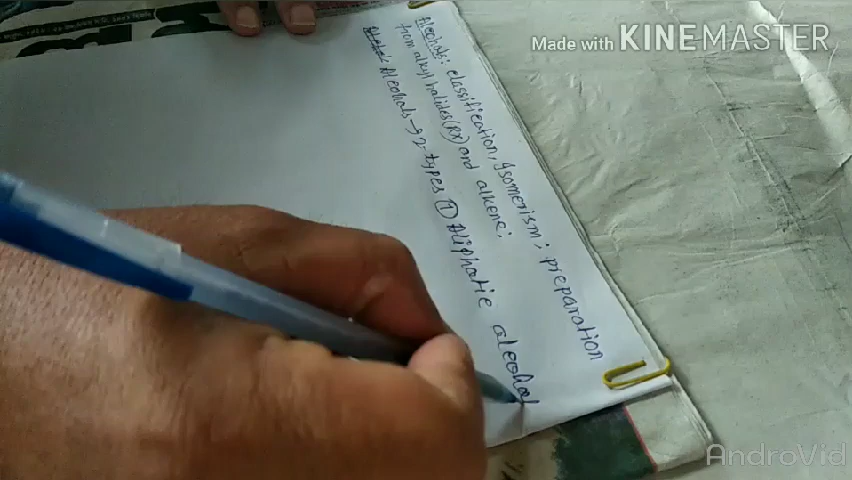 Made with KINEMASTER
Alcohols: classification, Isomerism; preparation
from alkyl halides (RX) and alkene;
Alcohols → 2 types ① Aliphatic alcohol
AndroVid